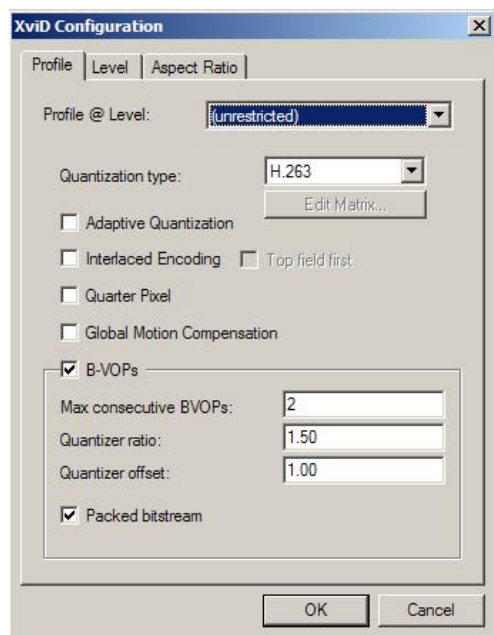 XviD Configuration
Profile Level Aspect Ratio
Profile @ Level: (unrestricted)
Quantization type: H.263
Edit Matrix...
Adaptive Quantization
Interlaced Encoding Top field first
Quarter Pixel
Global Motion Compensation
B-VOPs
Max consecutive BVOPs: 2
Quantizer ratio: 1.50
Quantizer offset: 1.00
Packed bitstream
OK Cancel